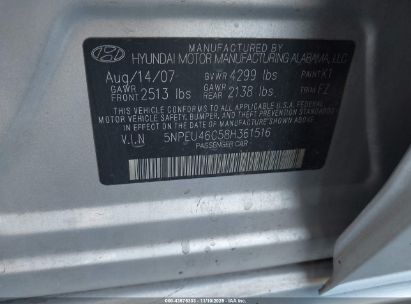 MANUFACTURED BY
HYUNDAI MOTOR MANUFACTURING ALABAMA, LLC
Aug/14/07 GVWR 4299 lbs PAINT KT
GAWR FRONT 2513 lbs GAWR REAR 2138 lbs TRIM FZ
THIS VEHICLE CONFORMS TO ALL APPLICABLE U.S.A. FEDERAL
MOTOR VEHICLE SAFETY, BUMPER, AND THEFT PREVENTION STANDARDS
IN EFFECT ON THE DATE OF MANUFACTURE SHOWN ABOVE.
V.I.N 5NPEU46C58H361516
PASSENGER CAR